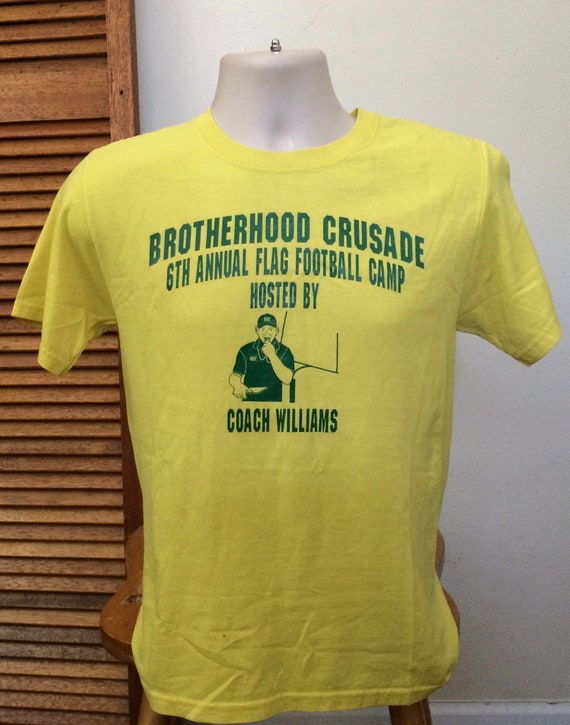 BROTHERHOOD CRUSADE
6TH ANNUAL FLAG FOOTBALL CAMP
HOSTED BY
COACH WILLIAMS